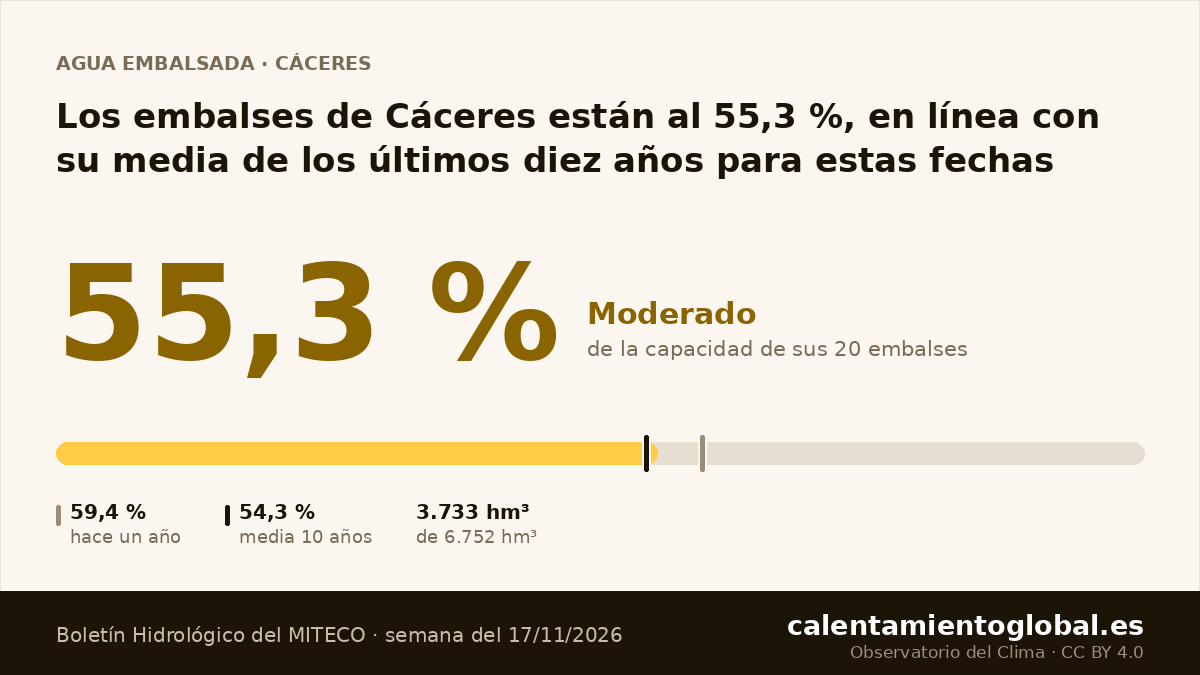 AGUA EMBALSADA · CÁCERES
Los embalses de Cáceres están al 55,3 %, en línea con
su media de los últimos diez años para estas fechas
55,3 %
Moderado
de la capacidad de sus 20 embalses
59,4 %
hace un año
54,3 %
media 10 años
3.733 hm³
de 6.752 hm³
Boletín Hidrológico del MITECO · semana del 17/11/2026
calentamientoglobal.es
Observatorio del Clima · CC BY 4.0